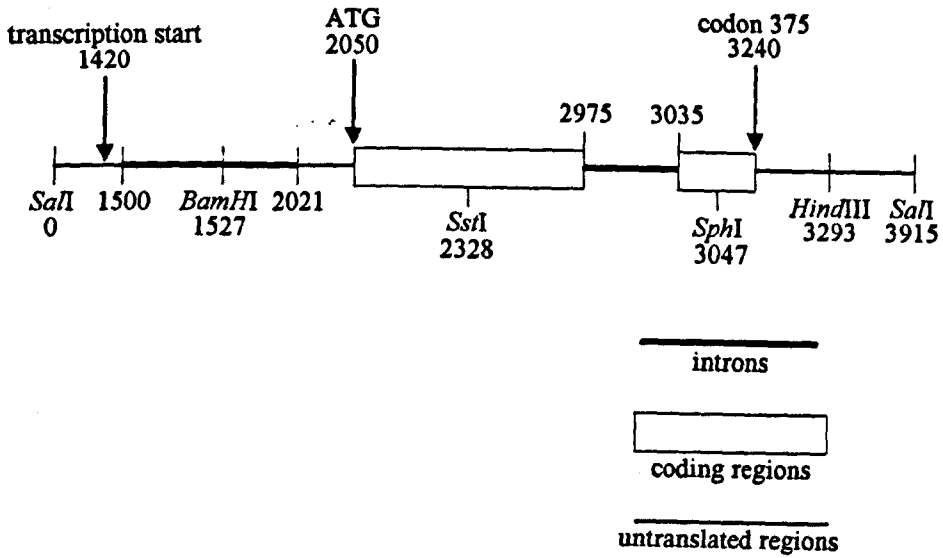 transcription start
1420
ATG
2050
codon 375
3240
2975
3035
SalI
0
1500
BamHI
1527
2021
SstI
2328
SphI
3047
HindIII
3293
SalI
3915
introns
coding regions
untranslated regions